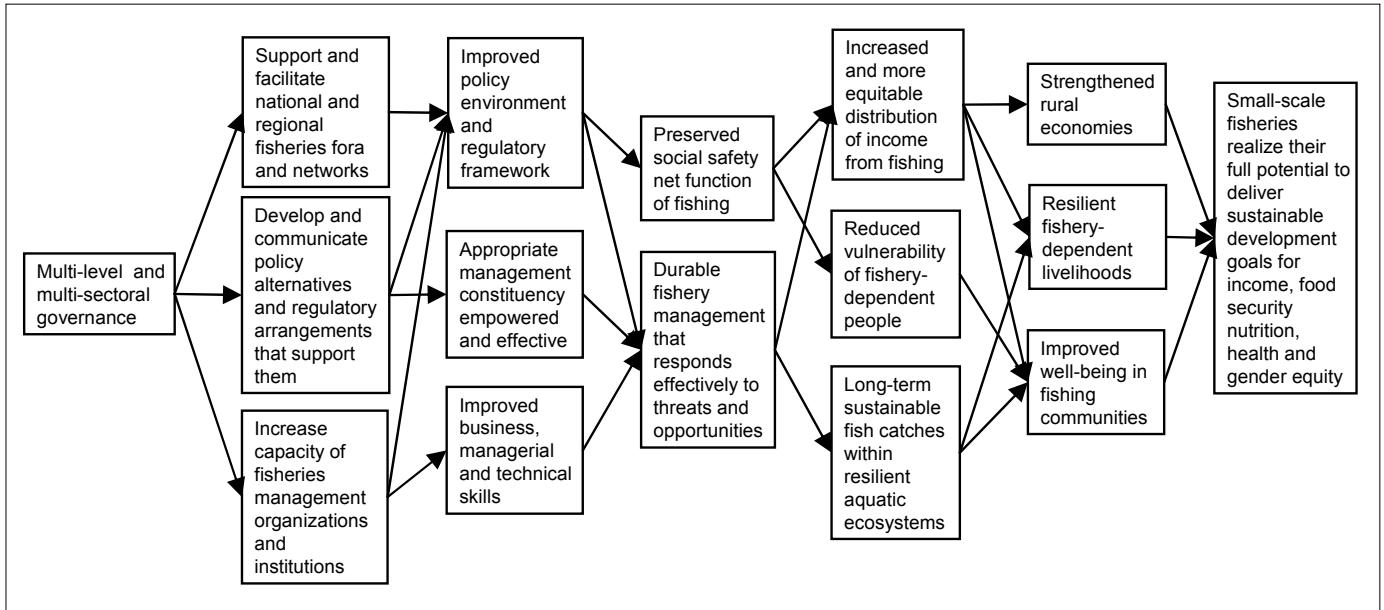 Multi-level and
multi-sectoral
governance
Support and
facilitate
national and
regional
fisheries fora
and networks
Develop and
communicate
policy
alternatives
and regulatory
arrangements
that support
them
Increase
capacity of
fisheries
management
organizations
and
institutions
Improved
policy
environment
and
regulatory
framework
Appropriate
management
constituency
empowered
and effective
Improved
business,
managerial
and technical
skills
Preserved
social safety
net function
of fishing
Durable
fishery
management
that
responds
effectively to
threats and
opportunities
Increased
and more
equitable
distribution
of income
from fishing
Reduced
vulnerability
of fishery-
dependent
people
Long-term
sustainable
fish catches
within
resilient
aquatic
ecosystems
Strengthened
rural
economies
Resilient
fishery-
dependent
livelihoods
Improved
well-being in
fishing
communities
Small-scale
fisheries
realize their
full potential to
deliver
sustainable
development
goals for
income, food
security
nutrition,
health and
gender equity